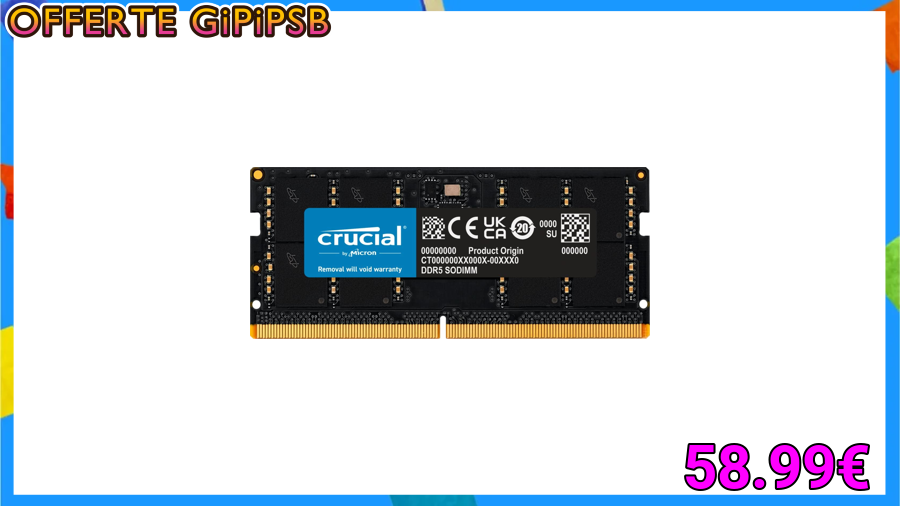 OFFERTE GiPiPSB
crucial
by Micron
Removal will void warranty
CE UK CA 20
0000
SU
00000000 Product Origin
000000
CT000000XX000X-00XXX0
DDR5 SODIMM
58.99€